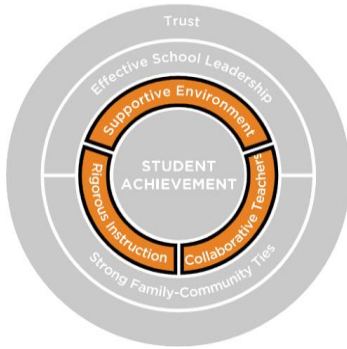 Trust
Effective School Leadership
Supportive Environment
STUDENT
ACHIEVEMENT
Rigorous Instruction
Collaborative Teachers
Strong Family-Community Ties